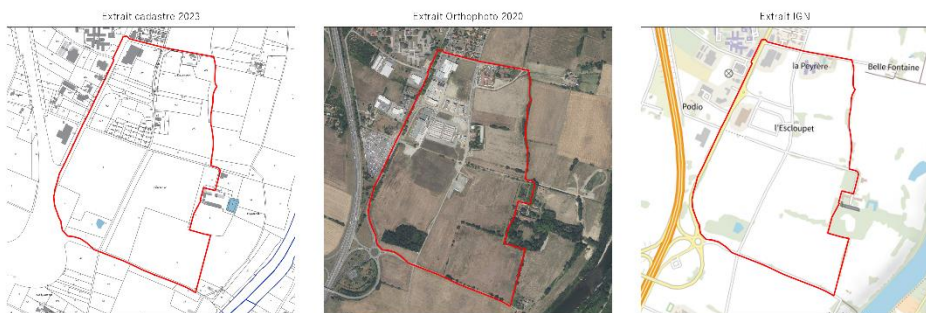 Extrait cadastre 2023
Extrait Orthophoto 2020
Extrait IGN
la Peyrère
Belle Fontaine
Podio
l'Escloupet